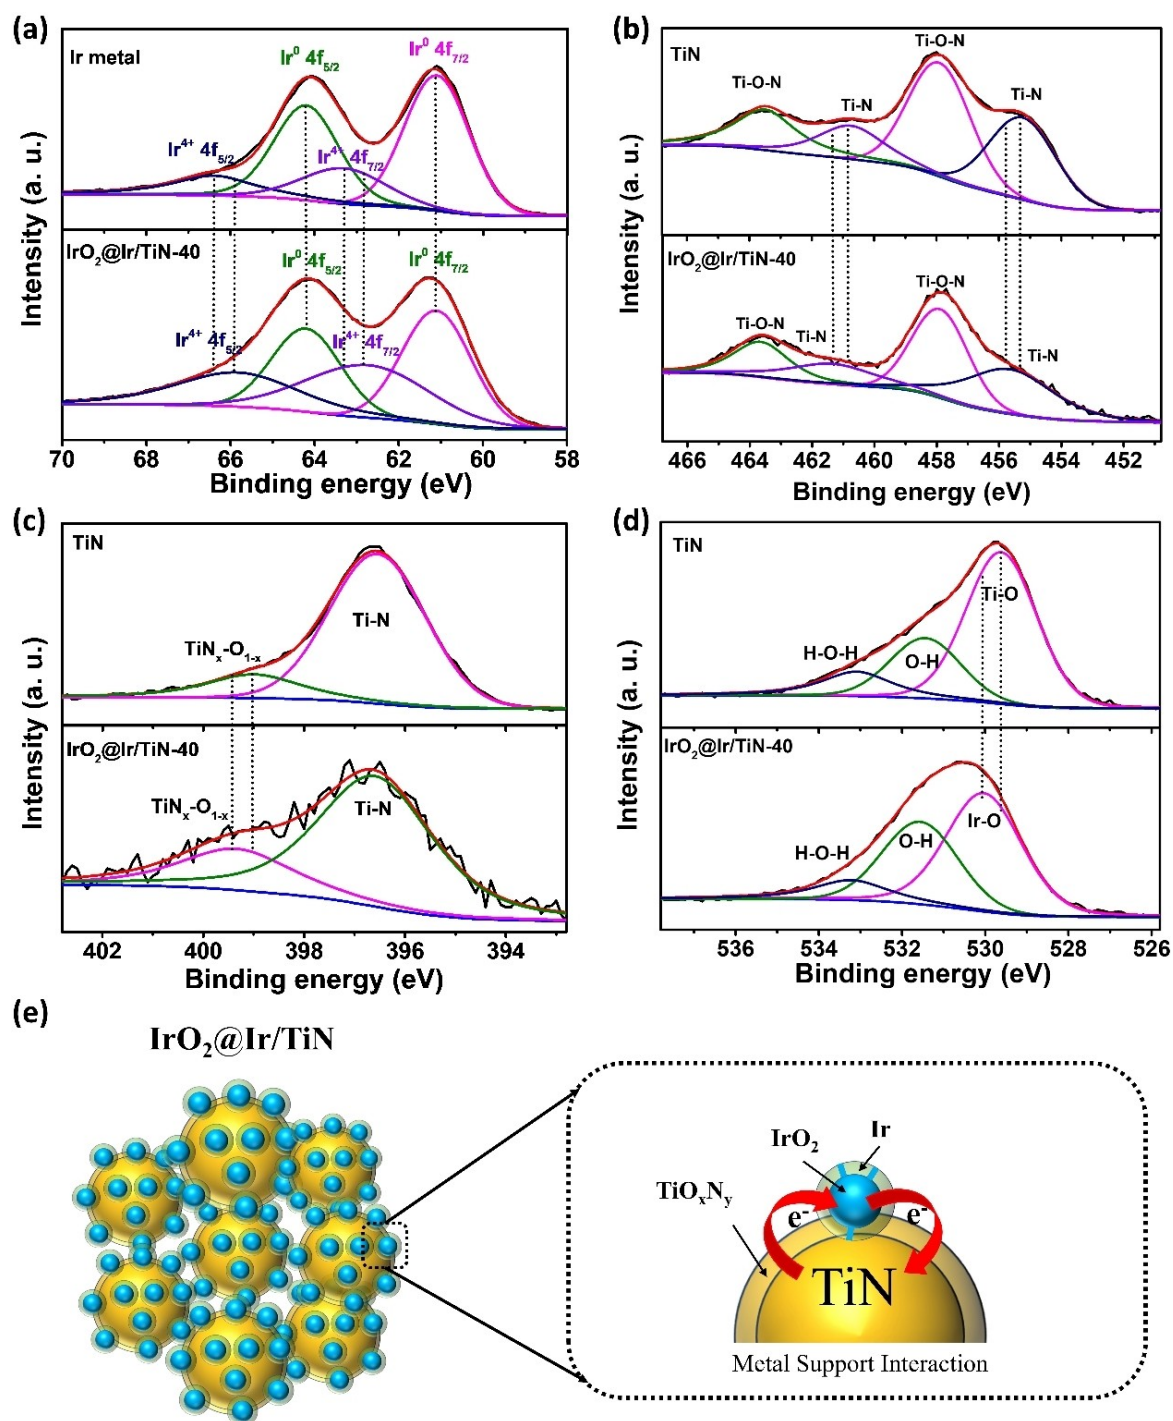 (a)
Ir metal
Ir⁰ 4f₅/₂
Ir⁰ 4f₇/₂
Ir⁴⁺ 4f₅/₂
Ir⁴⁺ 4f₇/₂
IrO₂@Ir/TiN-40
Ir⁰ 4f₅/₂
Ir⁰ 4f₇/₂
Ir⁴⁺ 4f₅/₂
Ir⁴⁺ 4f₇/₂
Intensity (a. u.)
70 68 66 64 62 60 58
Binding energy (eV)
(b)
TiN
Ti-O-N
Ti-O-N
Ti-N
Ti-N
IrO₂@Ir/TiN-40
Ti-O-N
Ti-O-N
Ti-N
Ti-N
Intensity (a. u.)
466 464 462 460 458 456 454 452
Binding energy (eV)
(c)
TiN
Ti-N
TiNₓ-O₁₋ₓ
IrO₂@Ir/TiN-40
TiNₓ-O₁₋ₓ
Ti-N
Intensity (a. u.)
402 400 398 396 394
Binding energy (eV)
(d)
TiN
Ti-O
H-O-H
O-H
IrO₂@Ir/TiN-40
Ir-O
O-H
H-O-H
Intensity (a. u.)
536 534 532 530 528 526
Binding energy (eV)
(e)
IrO₂@Ir/TiN
IrO₂
Ir
TiOₓNᵧ
e⁻
e⁻
TiN
Metal Support Interaction